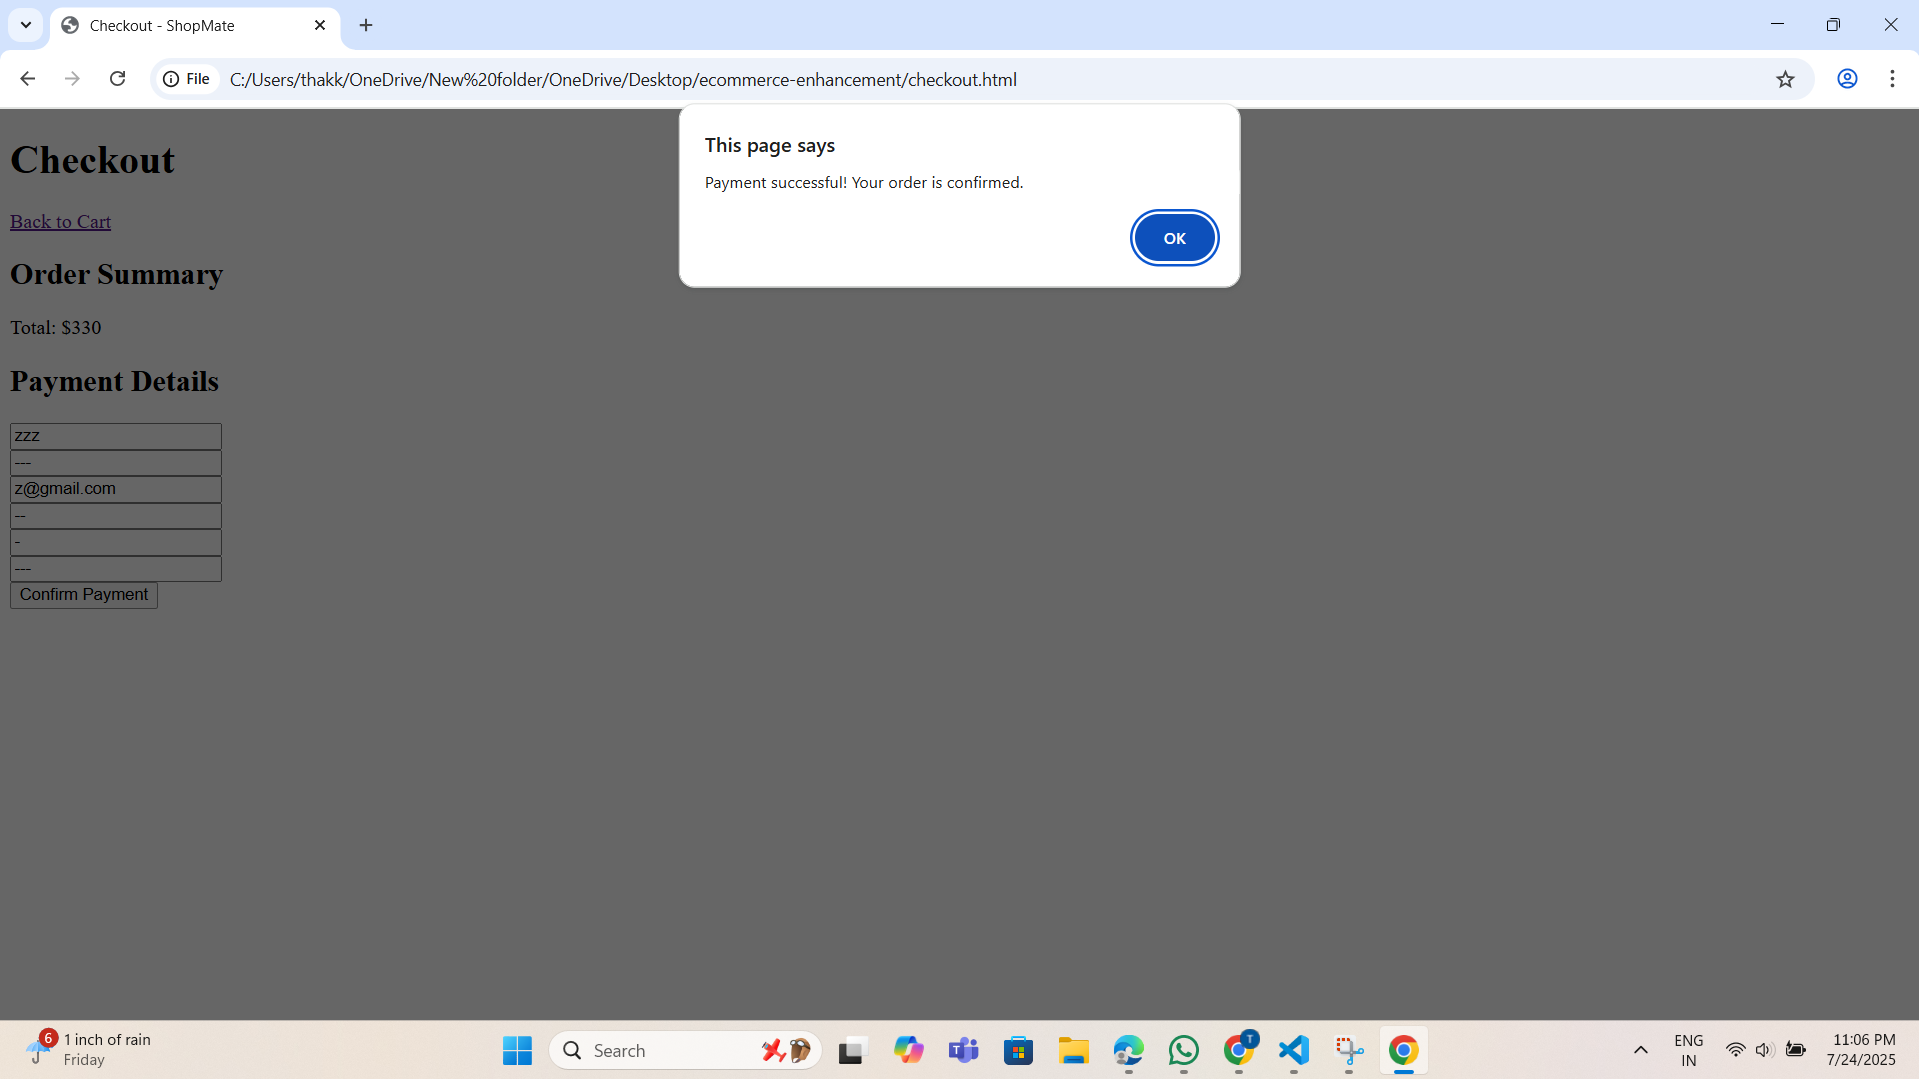 Checkout - ShopMate
File
C:/Users/thakk/OneDrive/New%20folder/OneDrive/Desktop/ecommerce-enhancement/checkout.html
This page says
Payment successful! Your order is confirmed.
OK
Checkout
Back to Cart
Order Summary
Total: $330
Payment Details
zzz
---
z@gmail.com
--
-
---
Confirm Payment
6
1 inch of rain
Friday
Search
T
T
ENG
IN
11:06 PM
7/24/2025